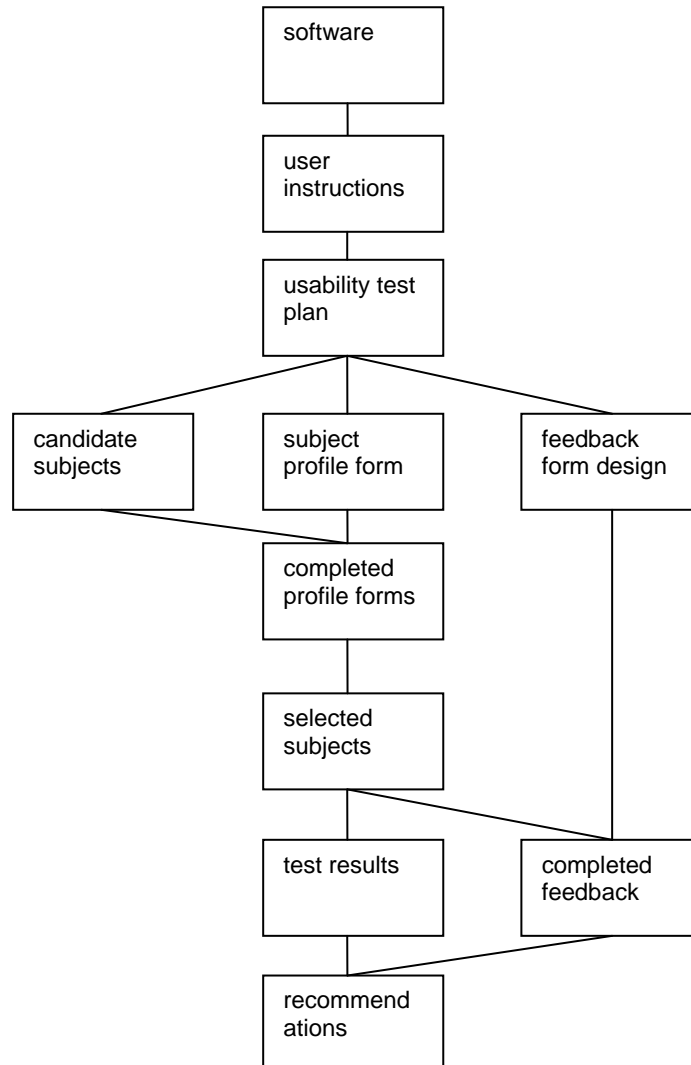 software
user
instructions
usability test
plan
candidate
subjects
subject
profile form
feedback
form design
completed
profile forms
selected
subjects
test results
completed
feedback
recommend
ations